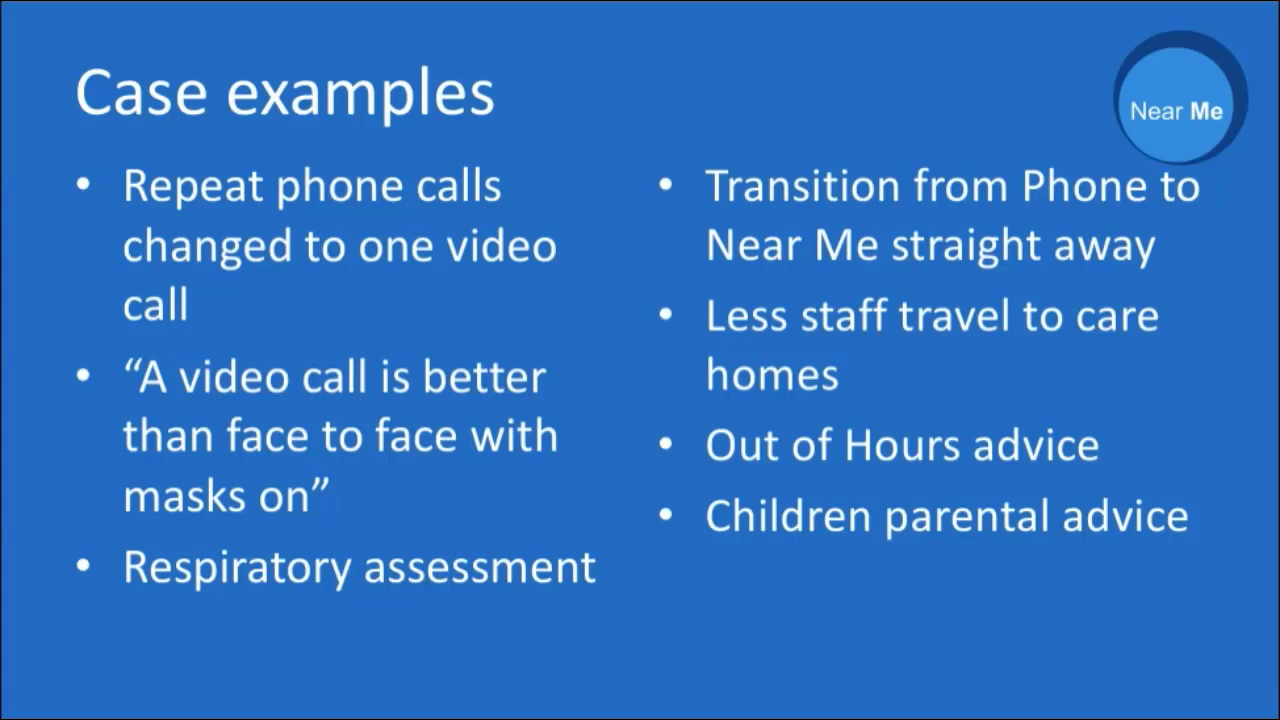 Case examples
Near Me
• Repeat phone calls
changed to one video
call
• “A video call is better
than face to face with
masks on”
• Respiratory assessment
• Transition from Phone to
Near Me straight away
• Less staff travel to care
homes
• Out of Hours advice
• Children parental advice